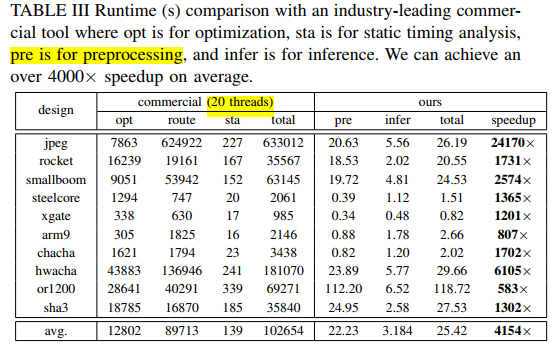 TABLE III Runtime (s) comparison with an industry-leading commer-
cial tool where opt is for optimization, sta is for static timing analysis,
pre is for preprocessing, and infer is for inference. We can achieve an
over 4000× speedup on average.
design commercial (20 threads) ours
opt route sta total pre infer total speedup
jpeg 7863 624922 227 633012 20.63 5.56 26.19 24170×
rocket 16239 19161 167 35567 18.53 2.02 20.55 1731×
smallboom 9051 53942 152 63145 19.72 4.81 24.53 2574×
steelcore 1294 747 20 2061 0.39 1.12 1.51 1365×
xgate 338 630 17 985 0.34 0.48 0.82 1201×
arm9 305 1825 16 2146 0.88 1.78 2.66 807×
chacha 1621 1794 23 3438 0.82 1.20 2.02 1702×
hwacha 43883 136946 241 181070 23.89 5.77 29.66 6105×
or1200 28641 40291 339 69271 112.20 6.52 118.72 583×
sha3 18785 16870 185 35840 24.95 2.58 27.53 1302×
avg. 12802 89713 139 102654 22.23 3.184 25.42 4154×